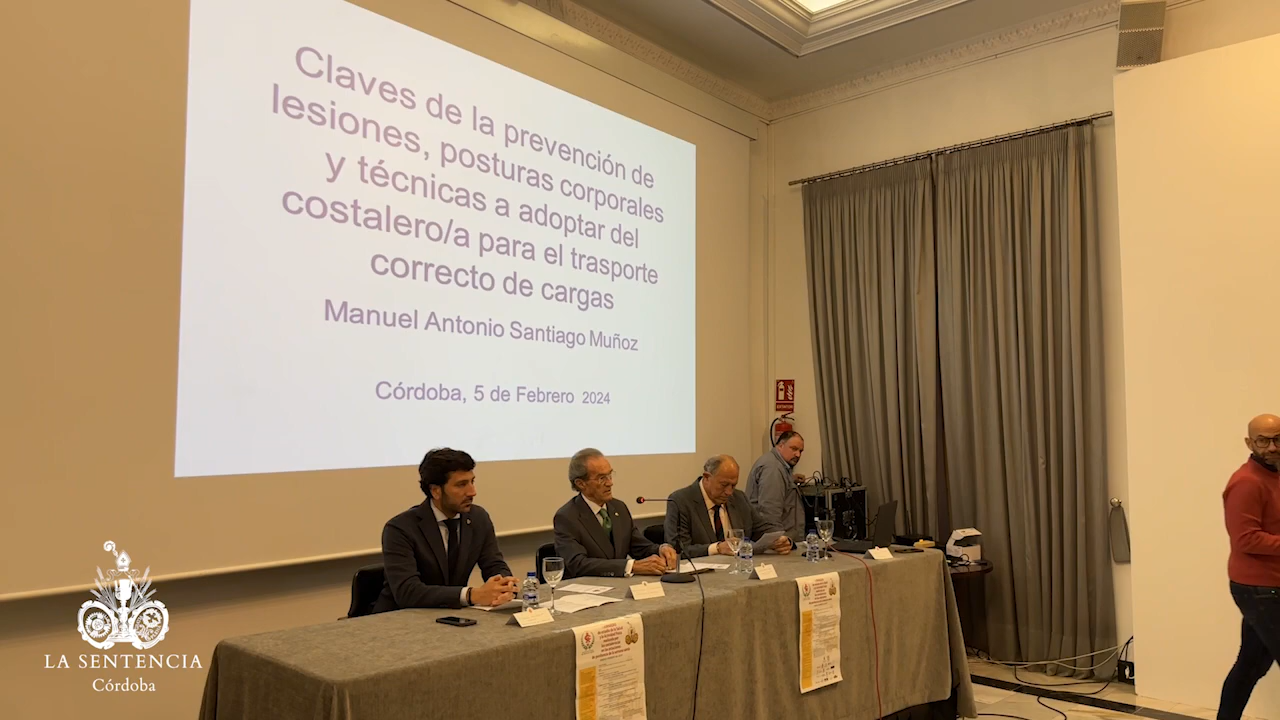 Claves de la prevención de
lesiones, posturas corporales
y técnicas a adoptar del
costalero/a para el trasporte
correcto de cargas
Manuel Antonio Santiago Muñoz
Córdoba, 5 de Febrero 2024
LA SENTENCIA
Córdoba